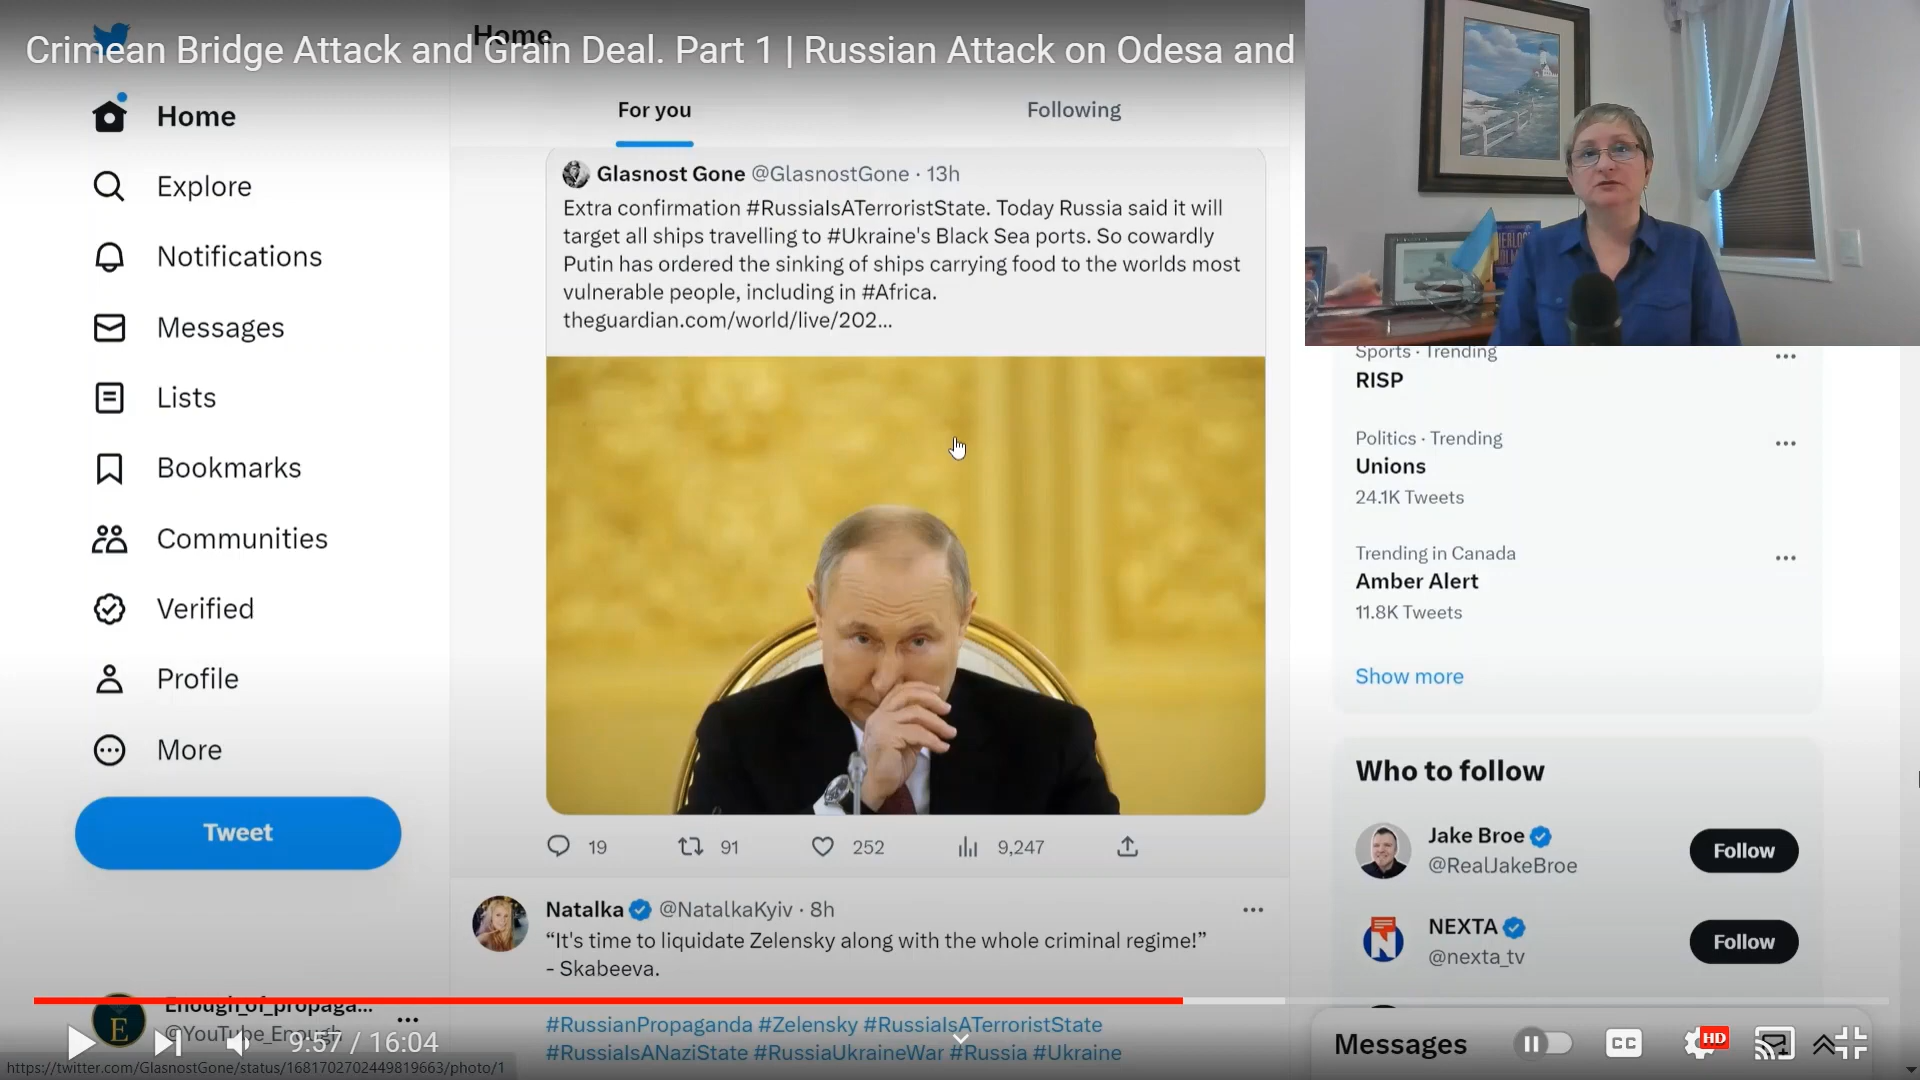 Home
Crimean Bridge Attack and Grain Deal. Part 1 | Russian Attack on Odesa and
Home
Explore
Notifications
Messages
Lists
Bookmarks
Communities
Verified
Profile
More
Tweet
Enough_of_propaga...
@YouTube_Enough
For you
Following
Glasnost Gone @GlasnostGone · 13h
Extra confirmation #RussiaIsATerroristState. Today Russia said it will
target all ships travelling to #Ukraine's Black Sea ports. So cowardly
Putin has ordered the sinking of ships carrying food to the worlds most
vulnerable people, including in #Africa.
theguardian.com/world/live/202...
19
91
252
9,247
Natalka @NatalkaKyiv · 8h
“It's time to liquidate Zelensky along with the whole criminal regime!”
- Skabeeva.
#RussianPropaganda #Zelensky #RussiaIsATerroristState
#RussiaIsANaziState #RussiaUkraineWar #Russia #Ukraine
Sports · Trending
RISP
Politics · Trending
Unions
24.1K Tweets
Trending in Canada
Amber Alert
11.8K Tweets
Show more
Who to follow
Jake Broe
@RealJakeBroe
Follow
NEXTA
@nexta_tv
Follow
Messages
9:57 / 16:04
CC
HD
https://twitter.com/GlasnostGone/status/1681702702449819663/photo/1